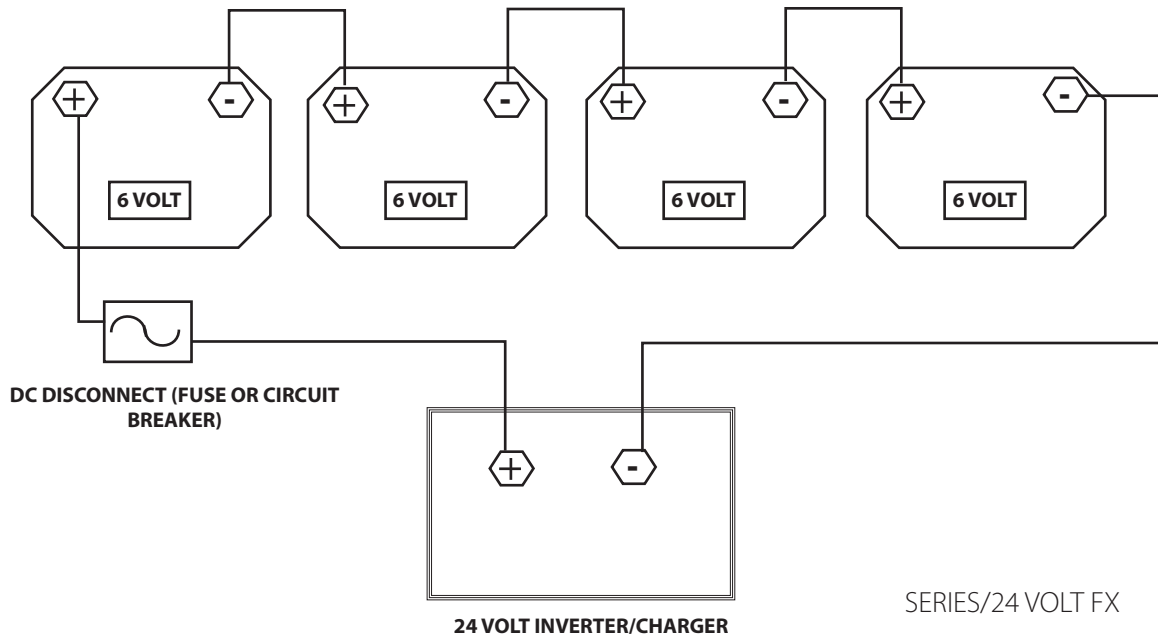 + - + - + - + -
6 VOLT 6 VOLT 6 VOLT 6 VOLT
DC DISCONNECT (FUSE OR CIRCUIT
BREAKER)
+ -
SERIES/24 VOLT FX
24 VOLT INVERTER/CHARGER